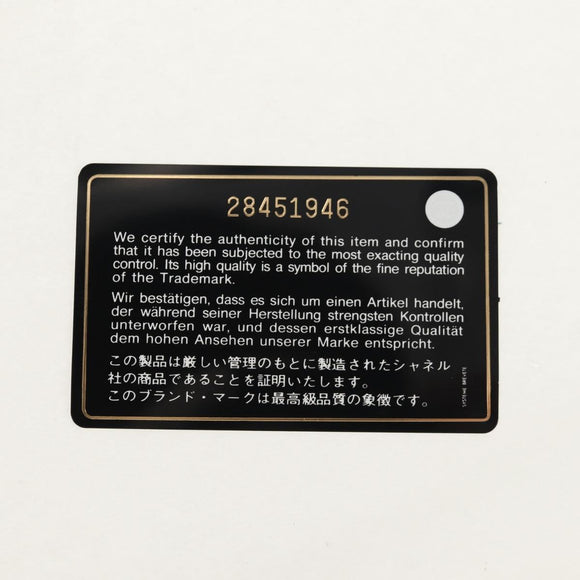 28451946
We certify the authenticity of this item and confirm
that it has been subjected to the most exacting quality
control. Its high quality is a symbol of the fine reputation
of the Trademark.
Wir bestätigen, dass es sich um einen Artikel handelt,
der während seiner Herstellung strengsten Kontrollen
unterworfen war, und dessen erstklassige Qualität
dem hohen Ansehen unserer Marke entspricht.
この製品は厳しい管理のもとに製造されたシャネル
社の商品であることを証明いたします。
このブランド・マークは最高級品質の象徴です。
SYSTEME BREVETE